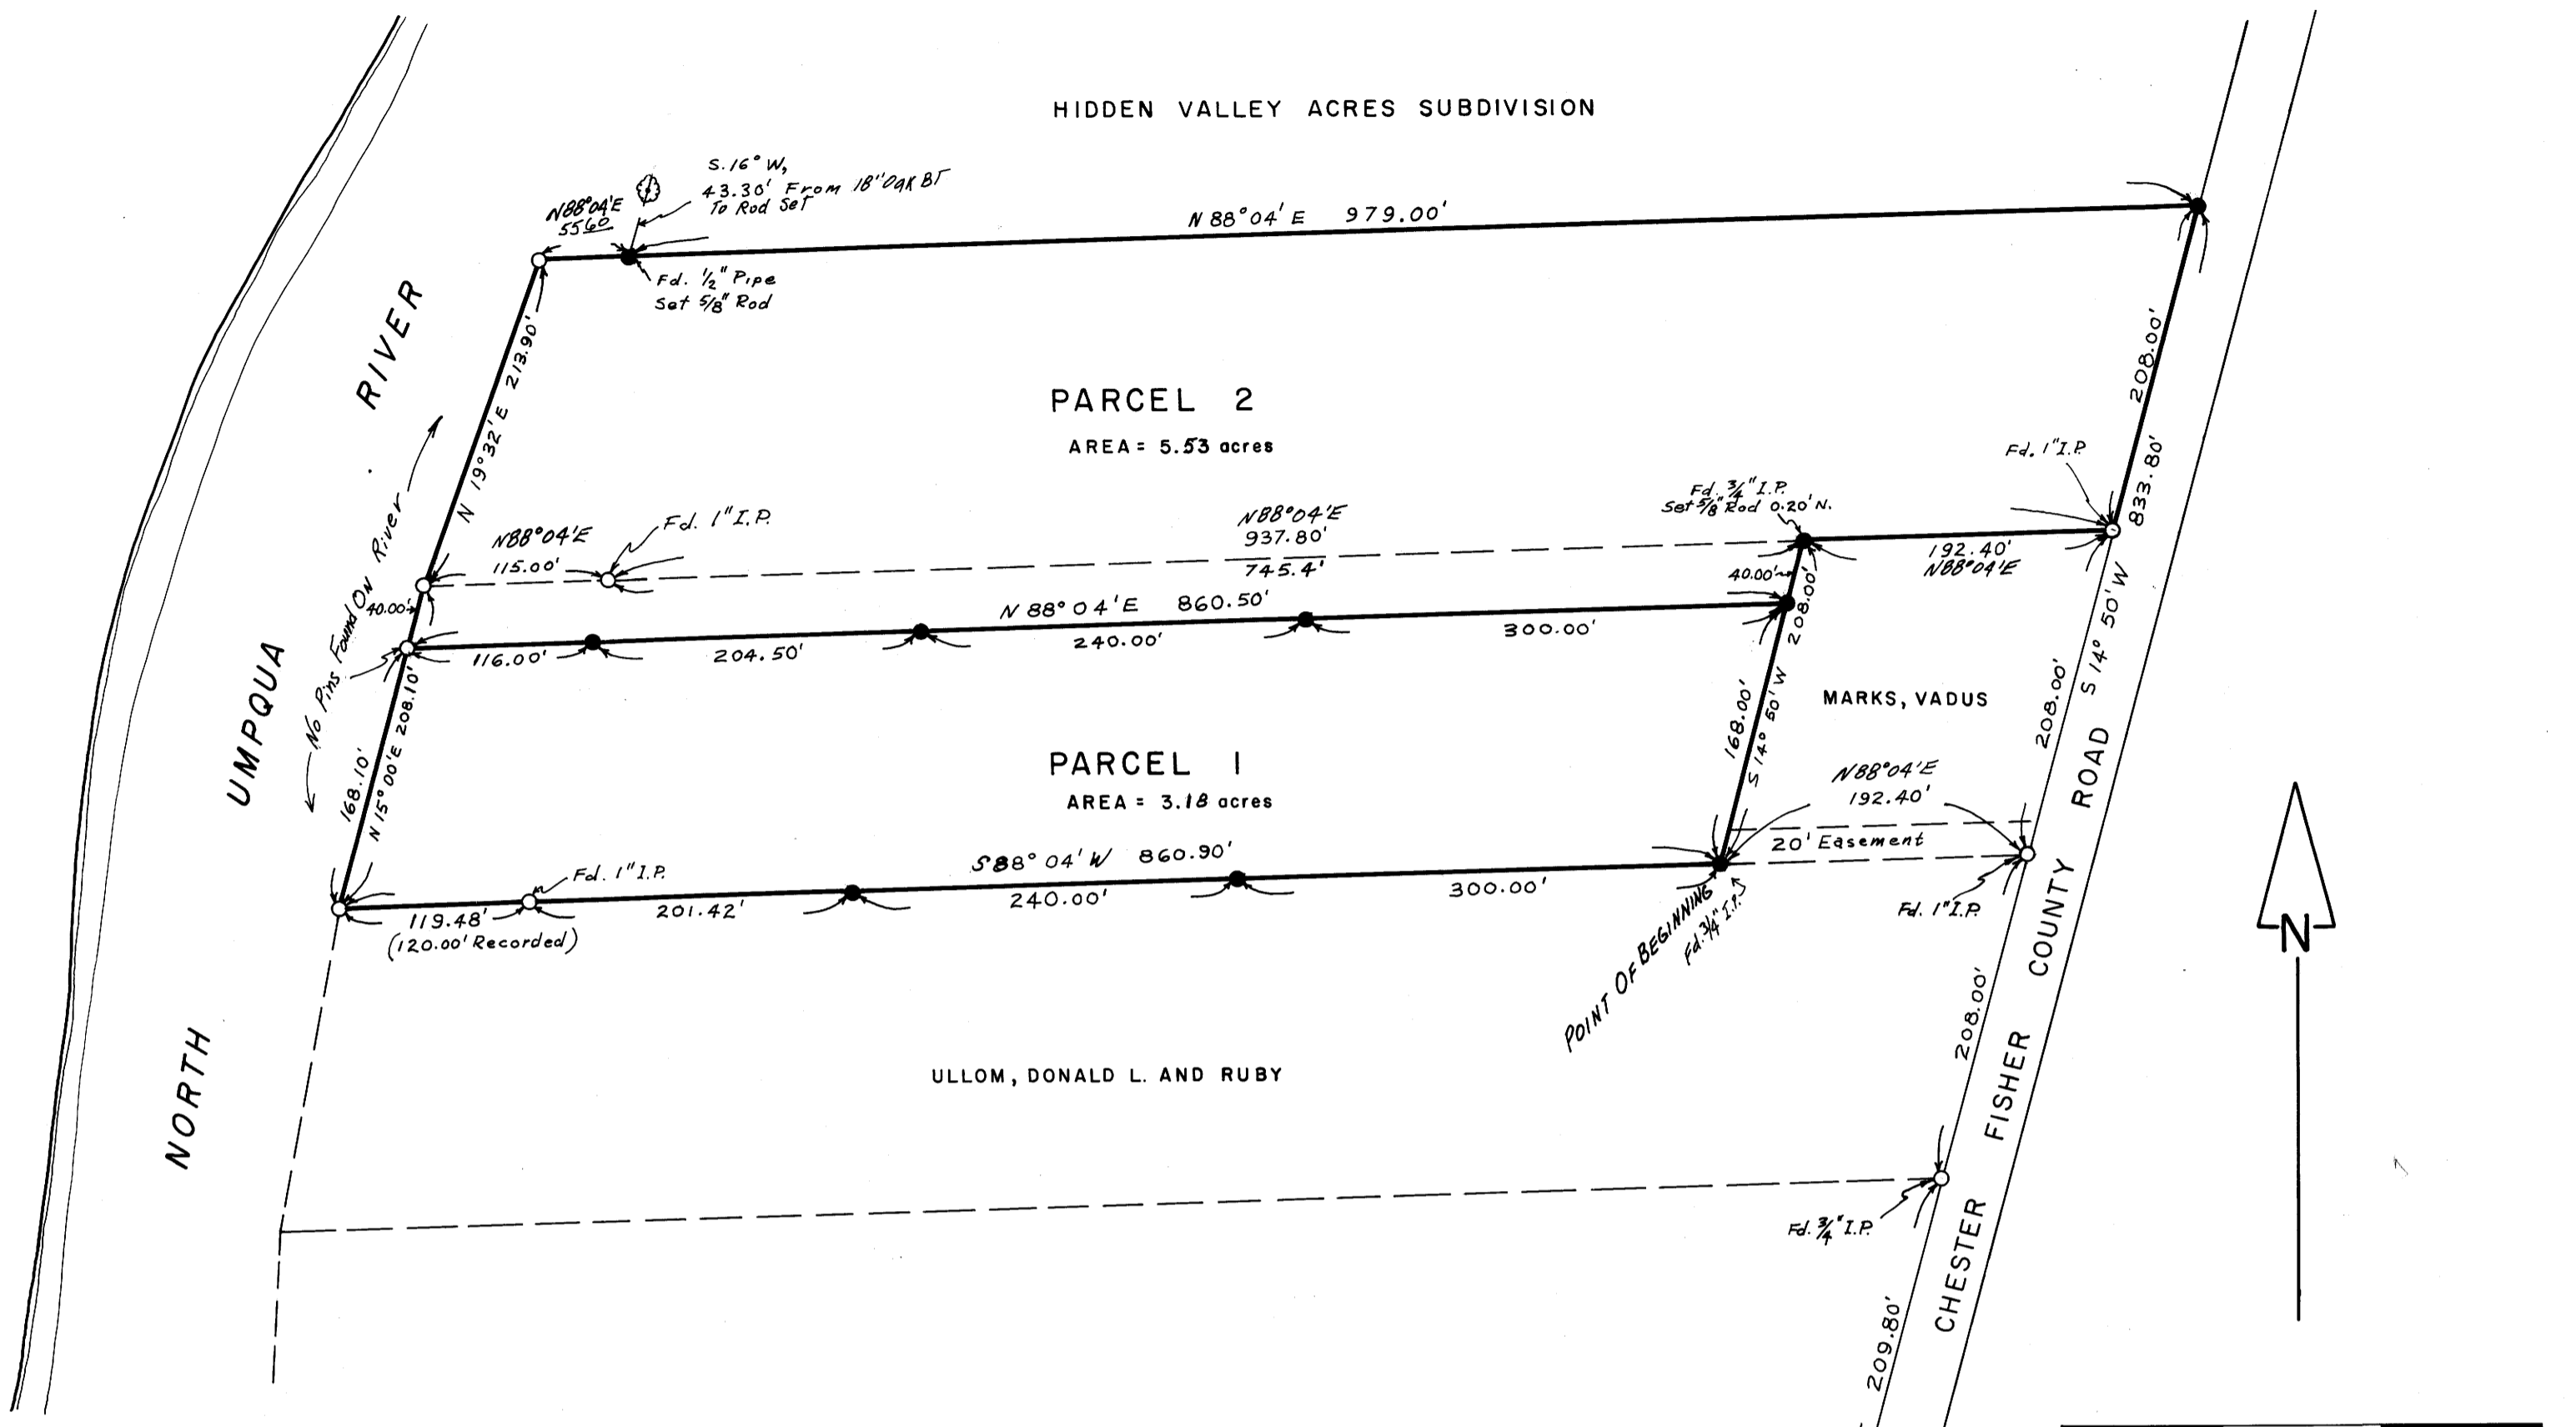 HIDDEN VALLEY ACRES SUBDIVISION
S.16° W,
43.30' From 18" Oak BT
To Rod Set
N88°04'E
55.60
N 88°04' E 979.00'
Fd. 1/2" Pipe
Set 5/8" Rod
NORTH UMPQUA RIVER
N 19°32' E 213.90'
208.00'
PARCEL 2
AREA = 5.53 acres
Fd. 1" I.P.
833.80'
Fd. 3/4" I.P.
Set 5/8" Rod 0.20' N.
N88°04'E
937.80'
745.4'
Fd. 1" I.P.
N88°04'E
115.00'
192.40'
N88°04'E
No Pins Found On River
40.00'
40.00'
208.00'
N 88° 04' E 860.50'
116.00'
204.50'
240.00'
300.00'
S 14° 50' W
208.00'
168.10'
N 15° 00' E 208.10'
168.00'
S 14° 50' W
MARKS, VADUS
PARCEL 1
AREA = 3.18 acres
N88°04'E
192.40'
20' Easement
S88° 04' W 860.90'
Fd. 1" I.P.
119.48'
(120.00' Recorded)
201.42'
240.00'
300.00'
Fd. 1" I.P.
POINT OF BEGINNING
Fd. 3/4" I.P.
208.00'
CHESTER FISHER COUNTY ROAD
N
ULLOM, DONALD L. AND RUBY
Fd. 3/4" I.P.
209.80'